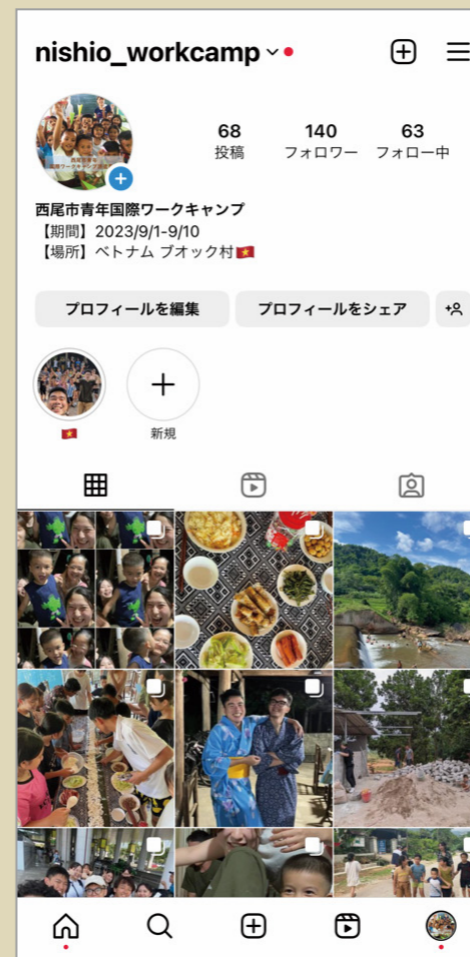 nishio_workcamp
68
投稿
140
フォロワー
63
フォロー中
西尾市青年国際ワークキャンプ
【期間】2023/9/1-9/10
【場所】ベトナム ブオック村🇻🇳
プロフィールを編集
プロフィールをシェア
🇻🇳
新規